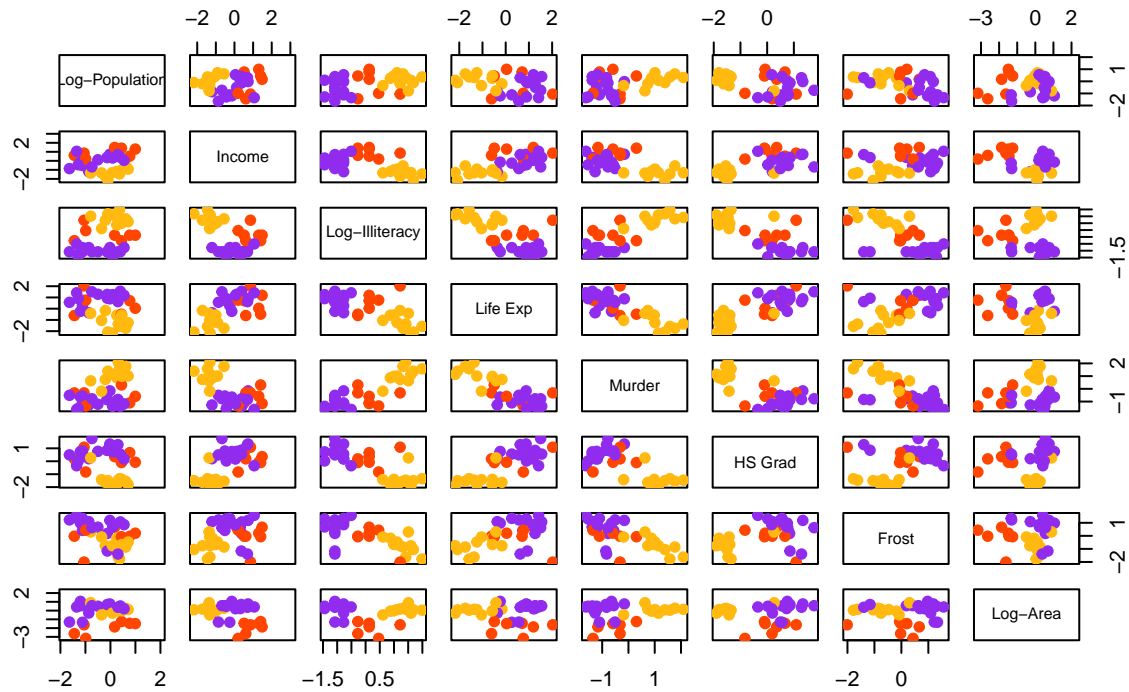 −2 0 2 −2 0 2 −2 0 −3 0 2
Log−Population 1 −2
2 −2 Income
Log−Illiteracy −1.5
2 −2 Life Exp
Murder 2 −1
1 −2 HS Grad
Frost 1 −2
2 −3 Log−Area
−2 0 2 −1.5 0.5 −1 1 −2 0